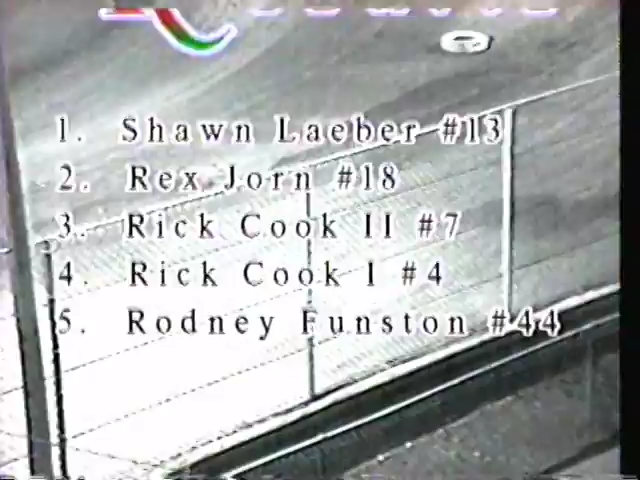 1. Shawn Laeber #13
2. Rex Jorn #18
3. Rick Cook II #7
4. Rick Cook I #4
5. Rodney Funston #44